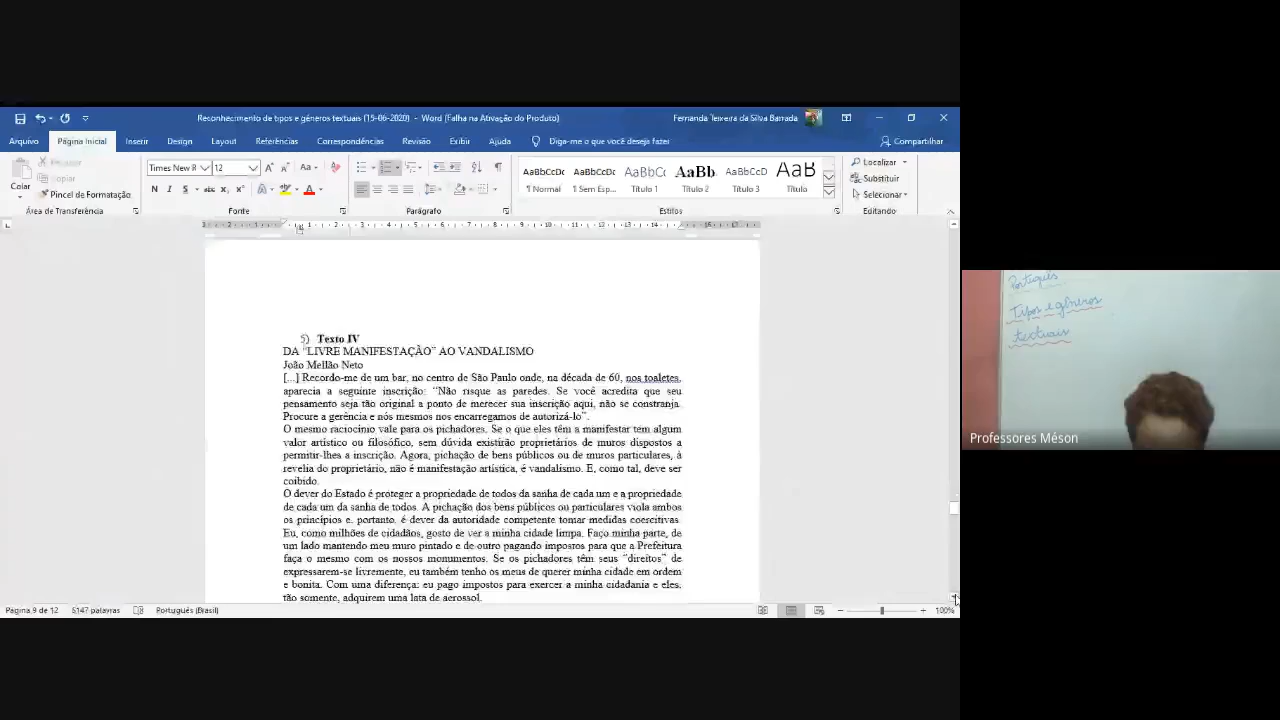 Reconhecimento de tipos e gêneros textuais (15-06-2020) - Word (Falha na Ativação do Produto)
Fernanda Teixeira da Silva Barrada
Arquivo Página Inicial Inserir Design Layout Referências Correspondências Revisão Exibir Ajuda Diga-me o que você deseja fazer Compartilhar
Colar
Recortar
Copiar
Pincel de Formatação
Área de Transferência
Times New R 12
N I S abc x₂ x² A
Fonte
Parágrafo
AaBbCcDc AaBbCcDc AaBbCc AaBb AaBbCcD AaB
¶ Normal ¶ Sem Esp... Título 1 Título 2 Título 3 Título
Estilos
Localizar
Substituir
Selecionar
Editando
5) Texto IV
DA "LIVRE MANIFESTAÇÃO" AO VANDALISMO
João Mellão Neto
[...] Recordo-me de um bar, no centro de São Paulo onde, na década de 60, nos toaletes,
aparecia a seguinte inscrição: "Não risque as paredes. Se você acredita que seu
pensamento seja tão original a ponto de merecer sua inscrição aqui, não se constranja.
Procure a gerência e nós mesmos nos encarregamos de autorizá-lo".
O mesmo raciocínio vale para os pichadores. Se o que eles têm a manifestar tem algum
valor artístico ou filosófico, sem dúvida existirão proprietários de muros dispostos a
permitir-lhes a inscrição. Agora, pichação de bens públicos ou de muros particulares, à
revelia do proprietário, não é manifestação artística, é vandalismo. E, como tal, deve ser
coibido.
O dever do Estado é proteger a propriedade de todos da sanha de cada um e a propriedade
de cada um da sanha de todos. A pichação dos bens públicos ou particulares viola ambos
os princípios e, portanto, é dever da autoridade competente tomar medidas coercitivas.
Eu, como milhões de cidadãos, gosto de ver a minha cidade limpa. Faço minha parte, de
um lado mantendo meu muro pintado e de outro pagando impostos para que a Prefeitura
faça o mesmo com os nossos monumentos. Se os pichadores têm seus "direitos" de
expressarem-se livremente, eu também tenho os meus de querer minha cidade em ordem
e bonita. Com uma diferença: eu pago impostos para exercer a minha cidadania e eles,
tão somente, adquirem uma lata de aerossol.
Página 9 de 12 5147 palavras Português (Brasil) 100%
Português
Tipos e gêneros
textuais
Professores Méson